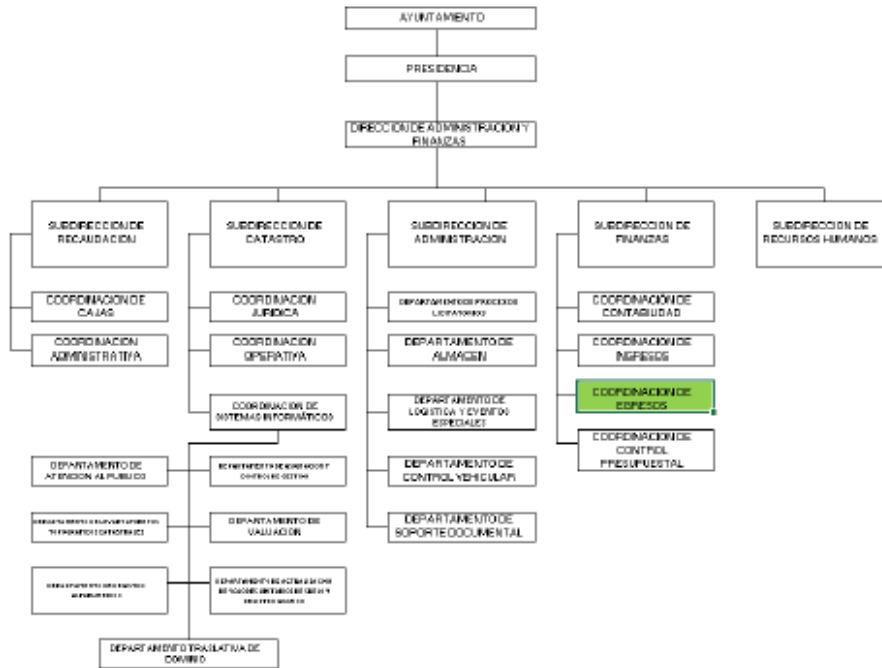 AYUNTAMIENTO
PRESIDENCIA
DIRECCION DE ADMINISTRACION Y
FINANZAS
SUBDIRECCION DE
RECAUDACION
SUBDIRECCION DE
CATASTRO
SUBDIRECCION DE
ADMINISTRACION
SUBDIRECCION DE
FINANZAS
SUBDIRECCION DE
RECURSOS HUMANOS
COORDINACION DE
CAJAS
COORDINACION
JURIDICA
DEPARTAMENTO DE PROCESOS
LICITATORIOS
COORDINACIÓN DE
CONTABILIDAD
COORDINACION
ADMINISTRATIVA
COORDINACION
OPERATIVA
DEPARTAMENTO DE
ALMACEN
COORDINACION DE
INGRESOS
COORDINACION DE
SISTEMAS INFORMÁTICOS
DEPARTAMENTO DE
LOGISTICA Y EVENTOS
ESPECIALES
COORDINACION DE
EGRESOS
COORDINACION DE
CONTROL
PRESUPUESTAL
DEPARTAMENTO DE
ATENCION AL PUBLICO
CONTROL DE GESTION
DEPARTAMENTO DE
CONTROL VEHICULAR
DEPARTAMENTO DE
VALUACION
DEPARTAMENTO DE
SOPORTE DOCUMENTAL
DEPARTAMENTO TRASLATIVA DE
DOMINIO